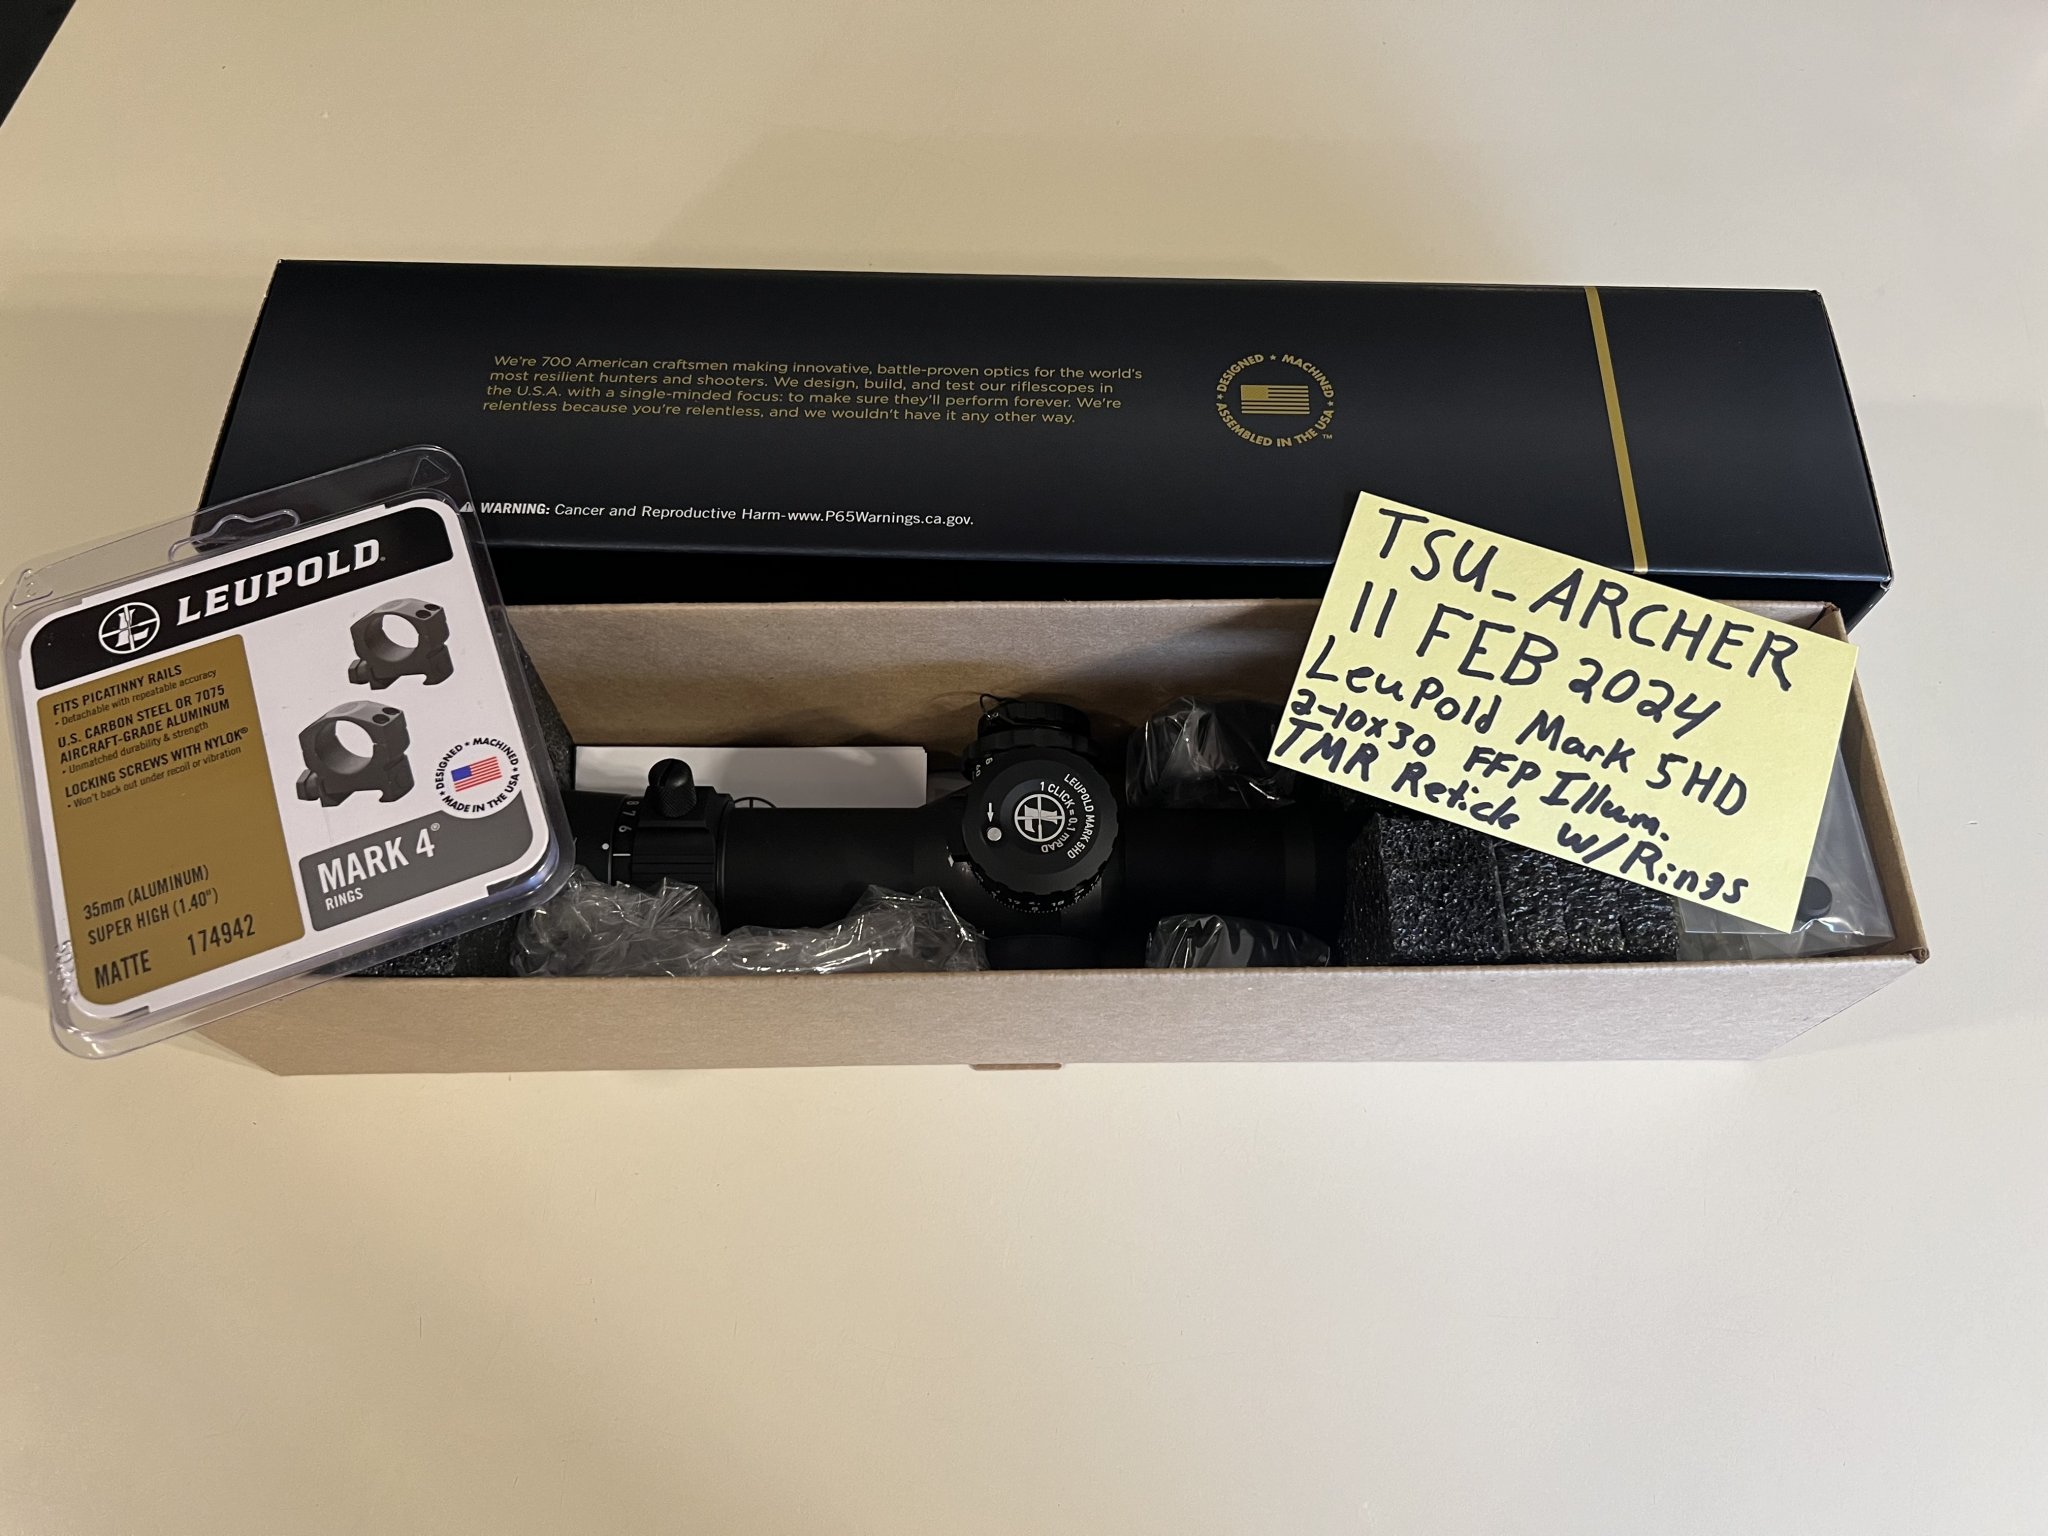 We're 700 American craftsmen making innovative, battle-proven optics for the world's
most resilient hunters and shooters. We design, build, and test our riflescopes in
the U.S.A. with a single-minded focus: to make sure they'll perform forever. We're
relentless because you're relentless, and we wouldn't have it any other way.
DESIGNED ★ MACHINED ★ ASSEMBLED IN THE USA ™
WARNING: Cancer and Reproductive Harm-www.P65Warnings.ca.gov.
LEUPOLD®
FITS PICATINNY RAILS
• Detachable with repeatable accuracy
U.S. CARBON STEEL OR 7075
AIRCRAFT-GRADE ALUMINUM
• Unmatched durability & strength
LOCKING SCREWS WITH NYLOK®
• Won't back out under recoil or vibration
DESIGNED ★ MACHINED ★ MADE IN THE USA
35mm (ALUMINUM)
SUPER HIGH (1.40")
MATTE 174942
MARK 4®
RINGS
8 7 6
LEUPOLD MARK 5HD
1 CLICK = 0.1 mRAD
TSU_ARCHER
11 FEB 2024
LeuPold Mark 5HD
2-10x30 FFP Illum.
TMR Reticle w/Rings